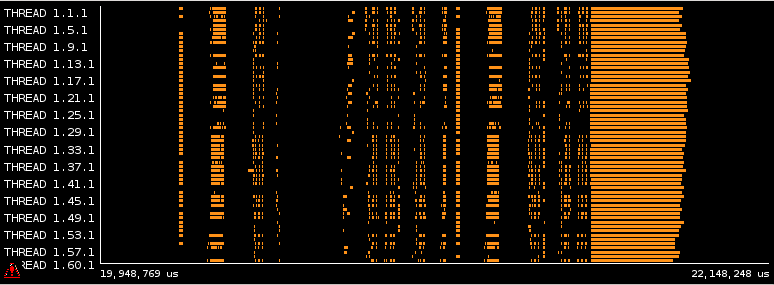 THREAD 1.1.1
THREAD 1.5.1
THREAD 1.9.1
THREAD 1.13.1
THREAD 1.17.1
THREAD 1.21.1
THREAD 1.25.1
THREAD 1.29.1
THREAD 1.33.1
THREAD 1.37.1
THREAD 1.41.1
THREAD 1.45.1
THREAD 1.49.1
THREAD 1.53.1
THREAD 1.57.1
READ 1.60.1
19,948,769 us
22,148,248 us